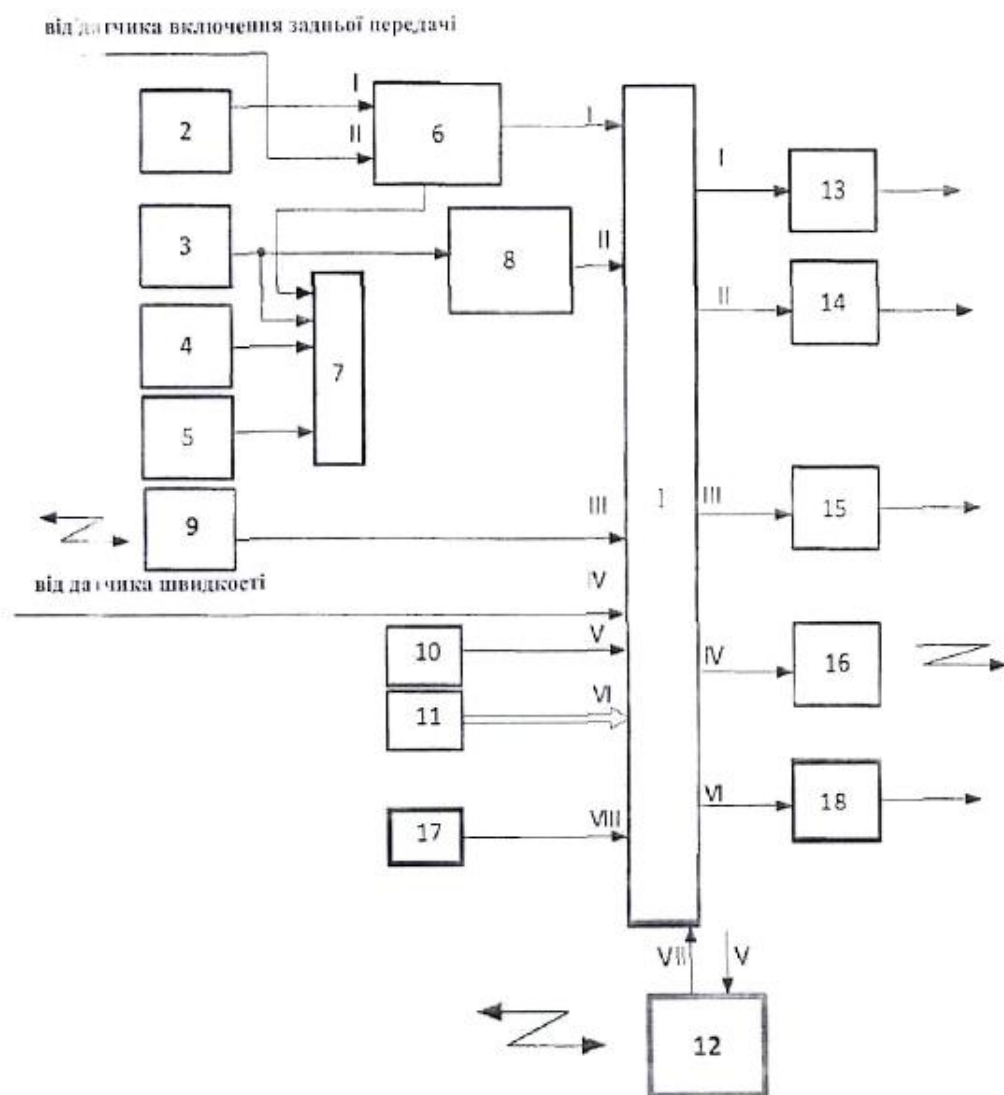 від датчика включення задньої передачі
I
2
II
6
I
I
13
3
8
II
II
14
4
7
5
I
III
15
9
III
від датчика швидкості
IV
10
V
IV
16
11
VI
17
VIII
VI
18
VII
V
12